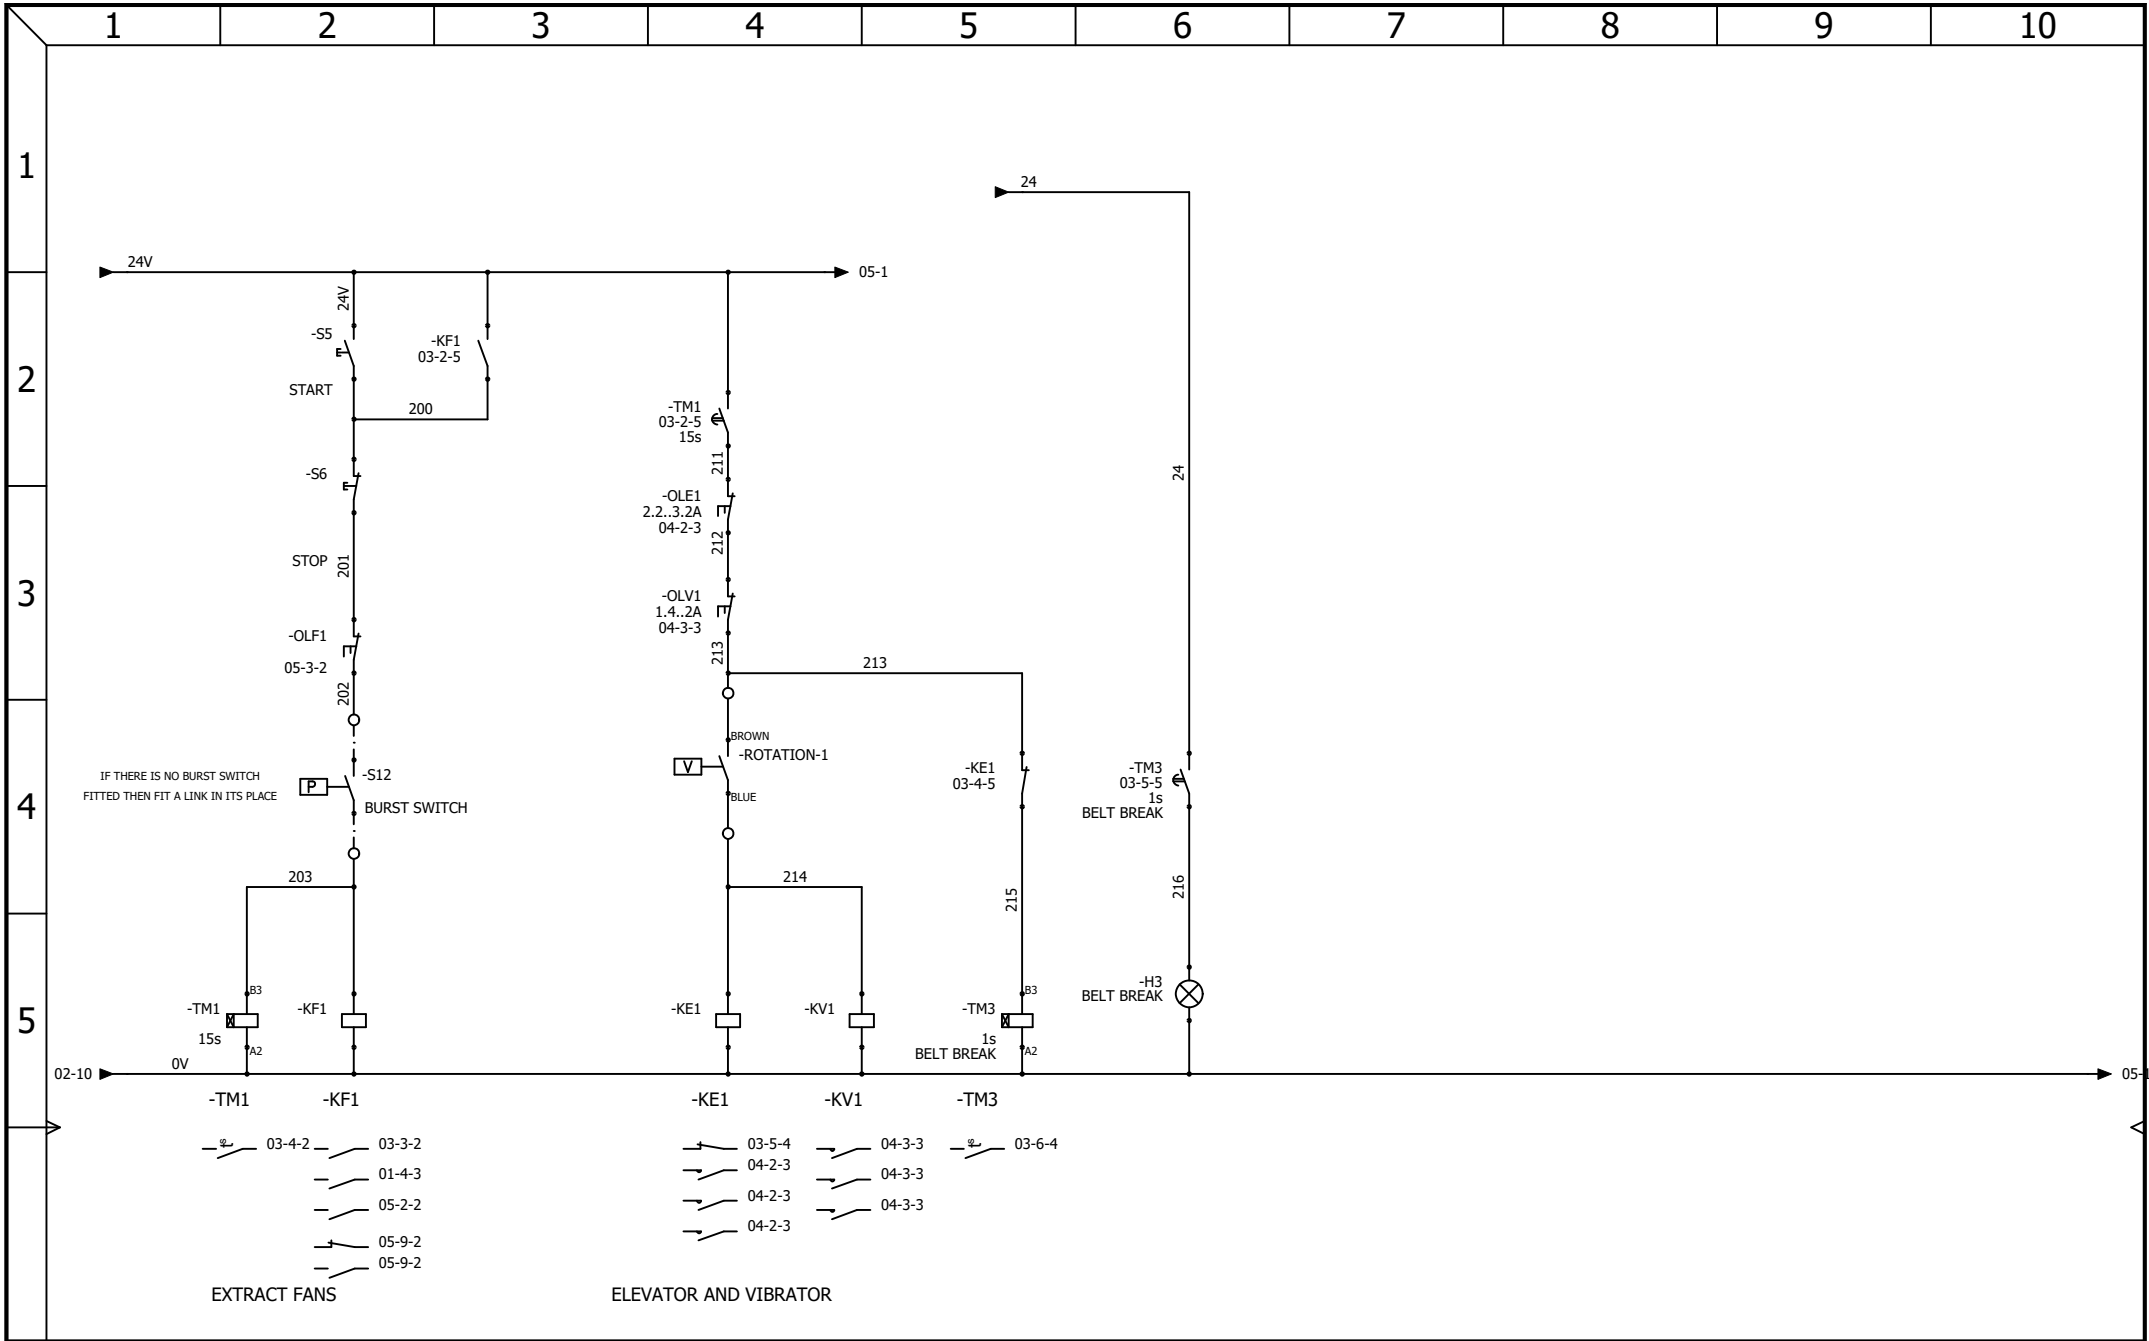 1 2 3 4 5 6 7 8 9 10
1
24
24V
05-1
24V
-S5
START
-KF1
03-2-5
2
200
-TM1
03-2-5
15s
-S6
211
24
-OLE1
2.2..3.2A
04-2-3
212
STOP
201
3
-OLV1
1.4..2A
04-3-3
-OLF1
05-3-2
213
213
202
BROWN
-ROTATION-1
V
BLUE
IF THERE IS NO BURST SWITCH
FITTED THEN FIT A LINK IN ITS PLACE
P
-S12
BURST SWITCH
-KE1
03-4-5
-TM3
03-5-5
1s
BELT BREAK
4
203
214
215
216
-H3
BELT BREAK
5
-TM1
15s
B3
A2
-KF1
-KE1
-KV1
-TM3
1s
BELT BREAK
B3
A2
02-10
0V
05-1
-TM1 -KF1 -KE1 -KV1 -TM3
03-4-2 03-3-2 03-5-4 04-3-3 03-6-4
01-4-3 04-2-3 04-3-3
05-2-2 04-2-3 04-3-3
05-9-2 04-2-3
05-9-2
EXTRACT FANS ELEVATOR AND VIBRATOR